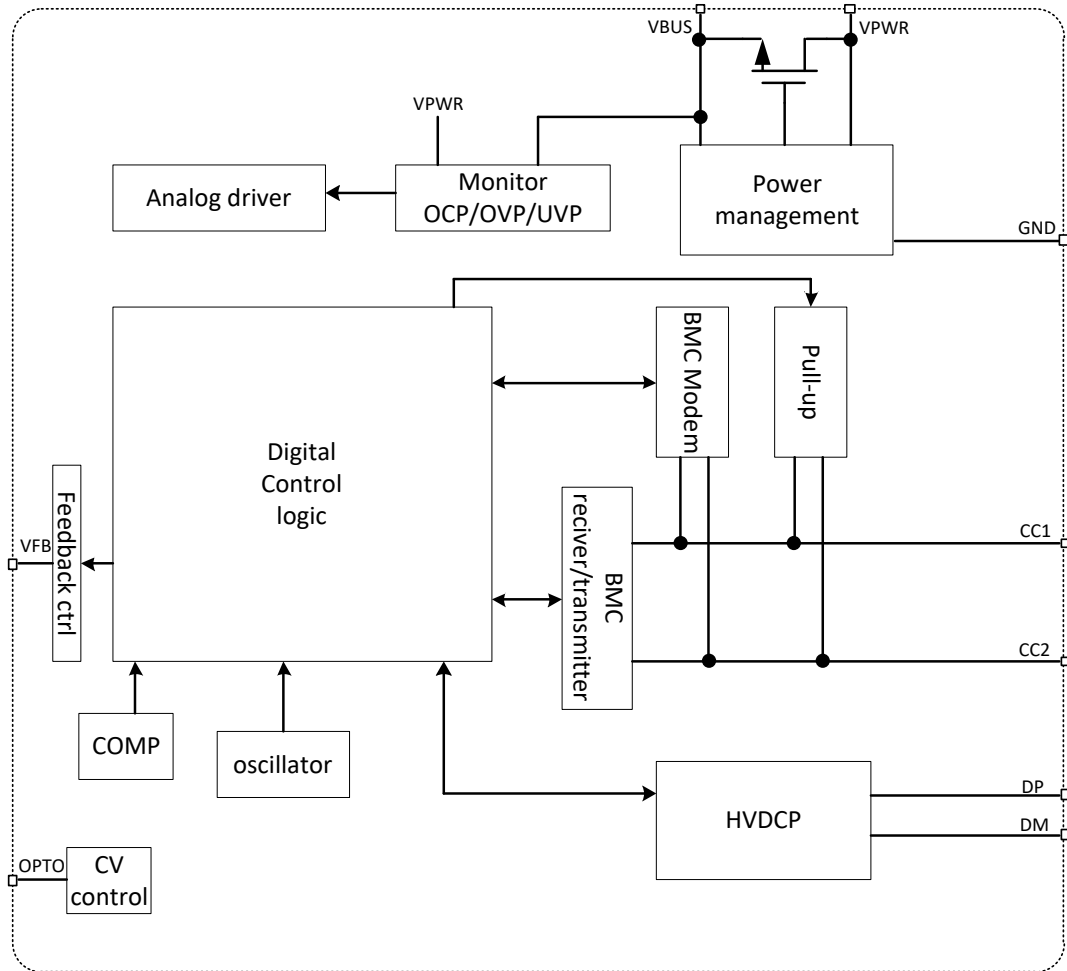 VBUS
VPWR
VPWR
Analog driver
Monitor
OCP/OVP/UVP
Power
management
GND
BMC Modem
Pull-up
Digital
Control
logic
Feedback ctrl
VFB
BMC
reciver/transmitter
CC1
CC2
COMP
oscillator
HVDCP
DP
DM
OPTO
CV
control